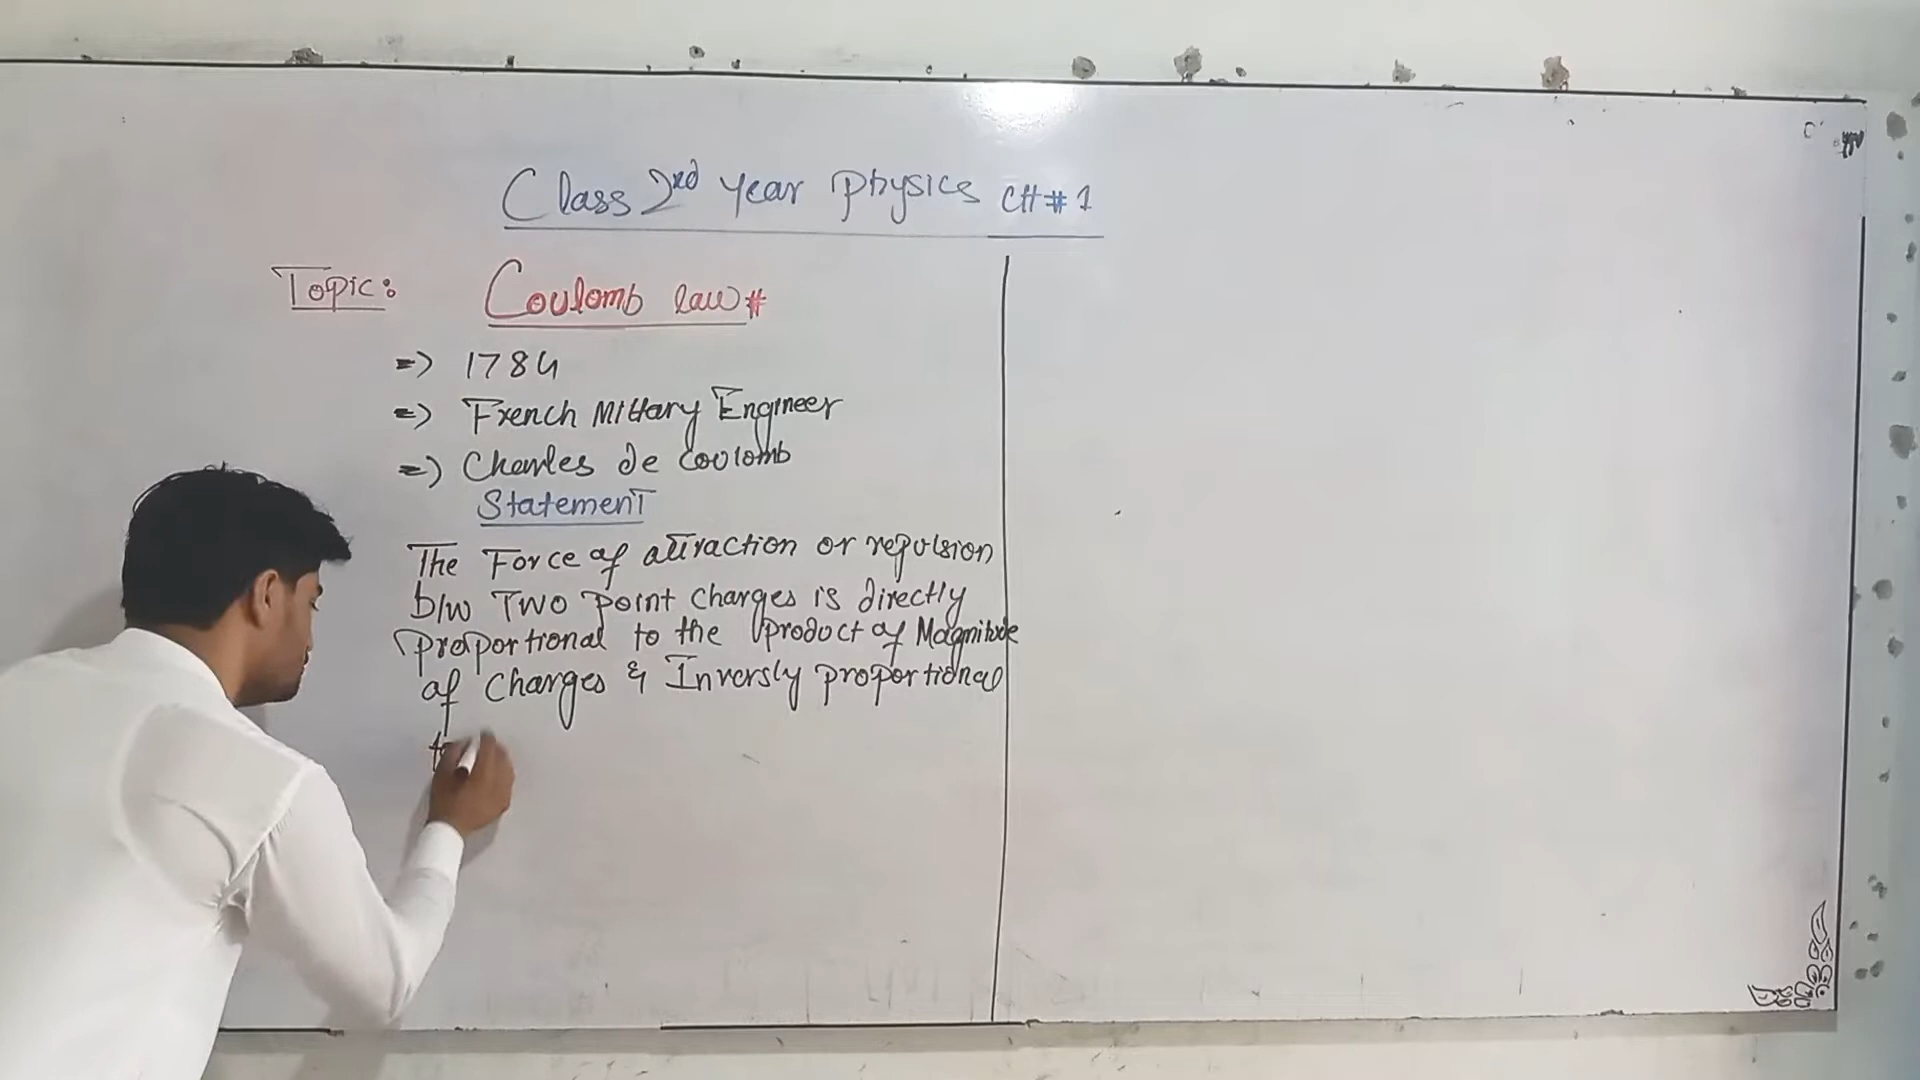 Class 2nd year Physics CH # 1
Topic: Coulomb law #
=> 1784
=> French Military Engineer
=> Charles de Coulomb
Statement
The Force of attraction or repulsion
b/w Two point charges is directly
proportional to the product of Magnitude
of Charges & Inversly proportional